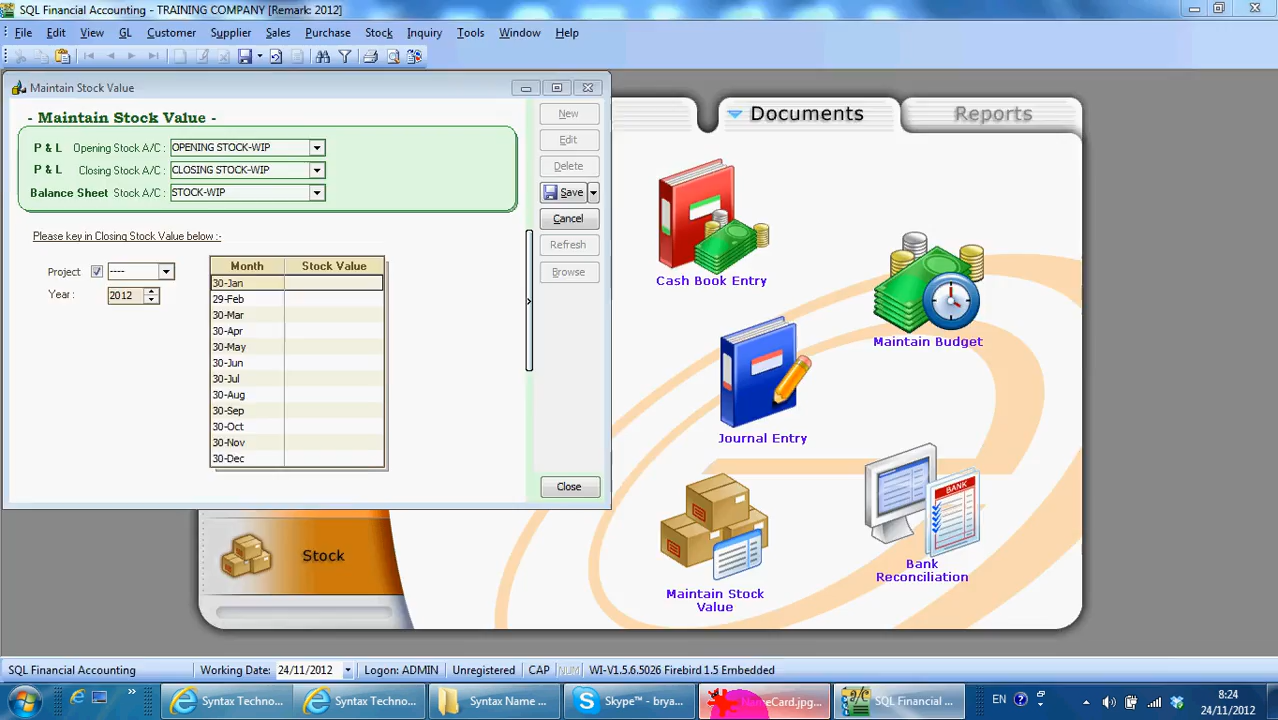 SQL Financial Accounting - TRAINING COMPANY [Remark: 2012]
File Edit View GL Customer Supplier Sales Purchase Stock Inquiry Tools Window Help
Maintain Stock Value
- Maintain Stock Value -
P & L Opening Stock A/C : OPENING STOCK-WIP
P & L Closing Stock A/C : CLOSING STOCK-WIP
Balance Sheet Stock A/C : STOCK-WIP
Please key in Closing Stock Value below :-
Project ----
Year : 2012
Month Stock Value
30-Jan
29-Feb
30-Mar
30-Apr
30-May
30-Jun
30-Jul
30-Aug
30-Sep
30-Oct
30-Nov
30-Dec
New
Edit
Delete
Save
Cancel
Refresh
Browse
Close
Documents
Reports
Cash Book Entry
Maintain Budget
Journal Entry
BANK
Maintain Stock
Value
Bank
Reconciliation
Stock
SQL Financial Accounting Working Date: 24/11/2012 Logon: ADMIN Unregistered CAP NUM WI-V1.5.6.5026 Firebird 1.5 Embedded
Syntax Techno... Syntax Techno... Syntax Name ... Skype™ - brya... NameCard.jpg... SQL Financial ... EN 8:24
24/11/2012